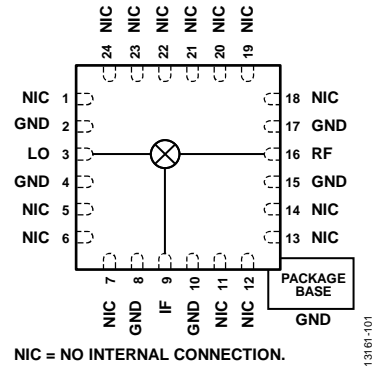 NIC NIC NIC NIC NIC NIC
24 23 22 21 20 19
NIC 1 18 NIC
GND 2 17 GND
LO 3 16 RF
GND 4 15 GND
NIC 5 14 NIC
NIC 6 13 NIC
7 8 9 10 11 12
NIC GND IF GND NIC NIC
PACKAGE
BASE
GND
NIC = NO INTERNAL CONNECTION.
13161-101